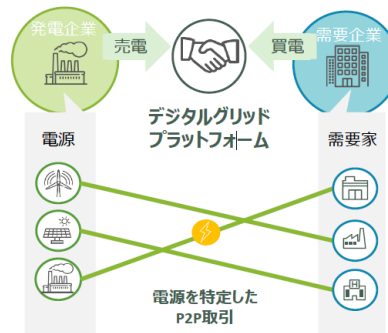 発電企業
売電
買電
需要企業
デジタルグリッド
プラットフォーム
電源
需要家
電源を特定した
P2P取引